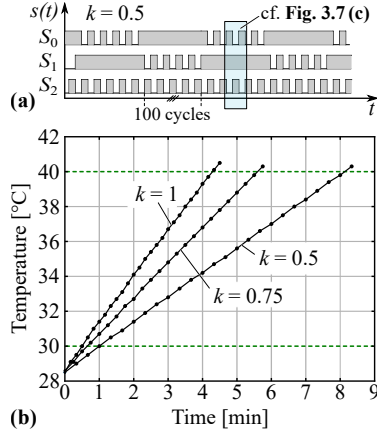 s(t) k = 0.5 cf. Fig. 3.7 (c)
S0
S1
S2
(a) 100 cycles t
42
40
38
36
34
32
30
28
Temperature [°C]
k = 1
k = 0.5
k = 0.75
0 1 2 3 4 5 6 7 8 9
(b) Time [min]